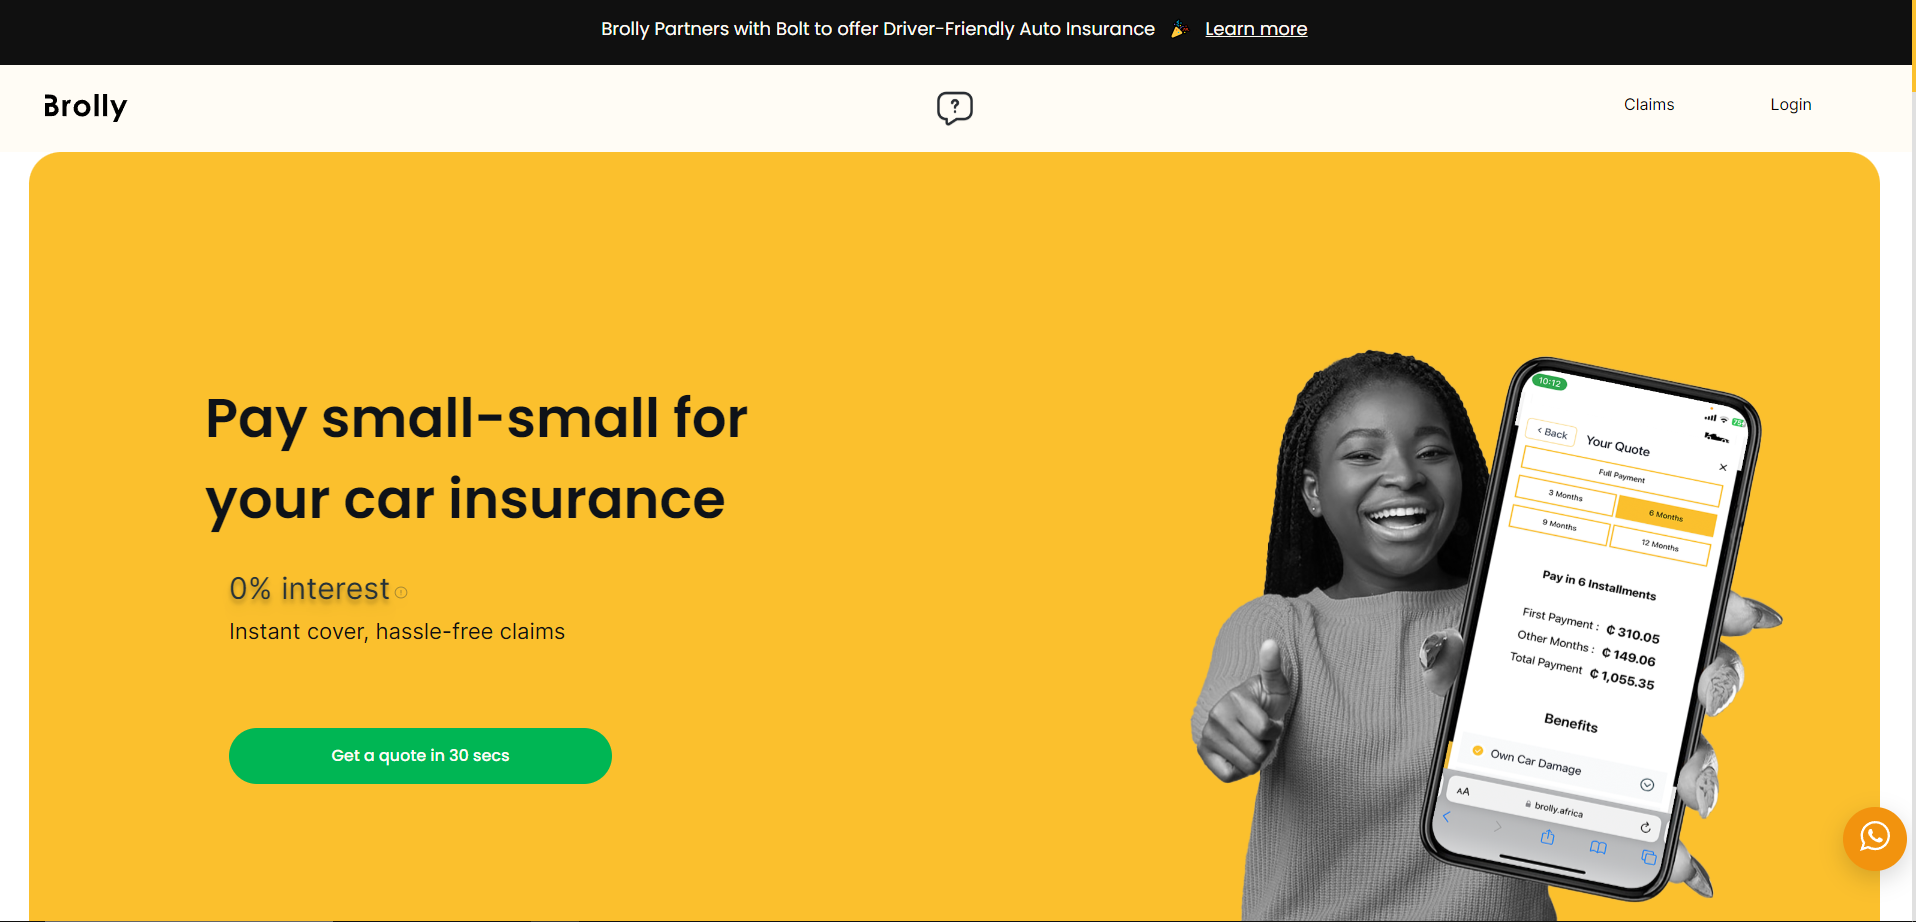 Brolly Partners with Bolt to offer Driver-Friendly Auto Insurance 🎉 Learn more
Brolly
?
Claims
Login
Pay small-small for
your car insurance
0% interest
Instant cover, hassle-free claims
Get a quote in 30 secs
10:12
< Back
Your Quote
Full Payment
3 Months
6 Months
9 Months
12 Months
Pay in 6 Installments
First Payment : ₵ 310.05
Other Months : ₵ 149.06
Total Payment ₵ 1,055.35
Benefits
Own Car Damage
AA
brolly.africa